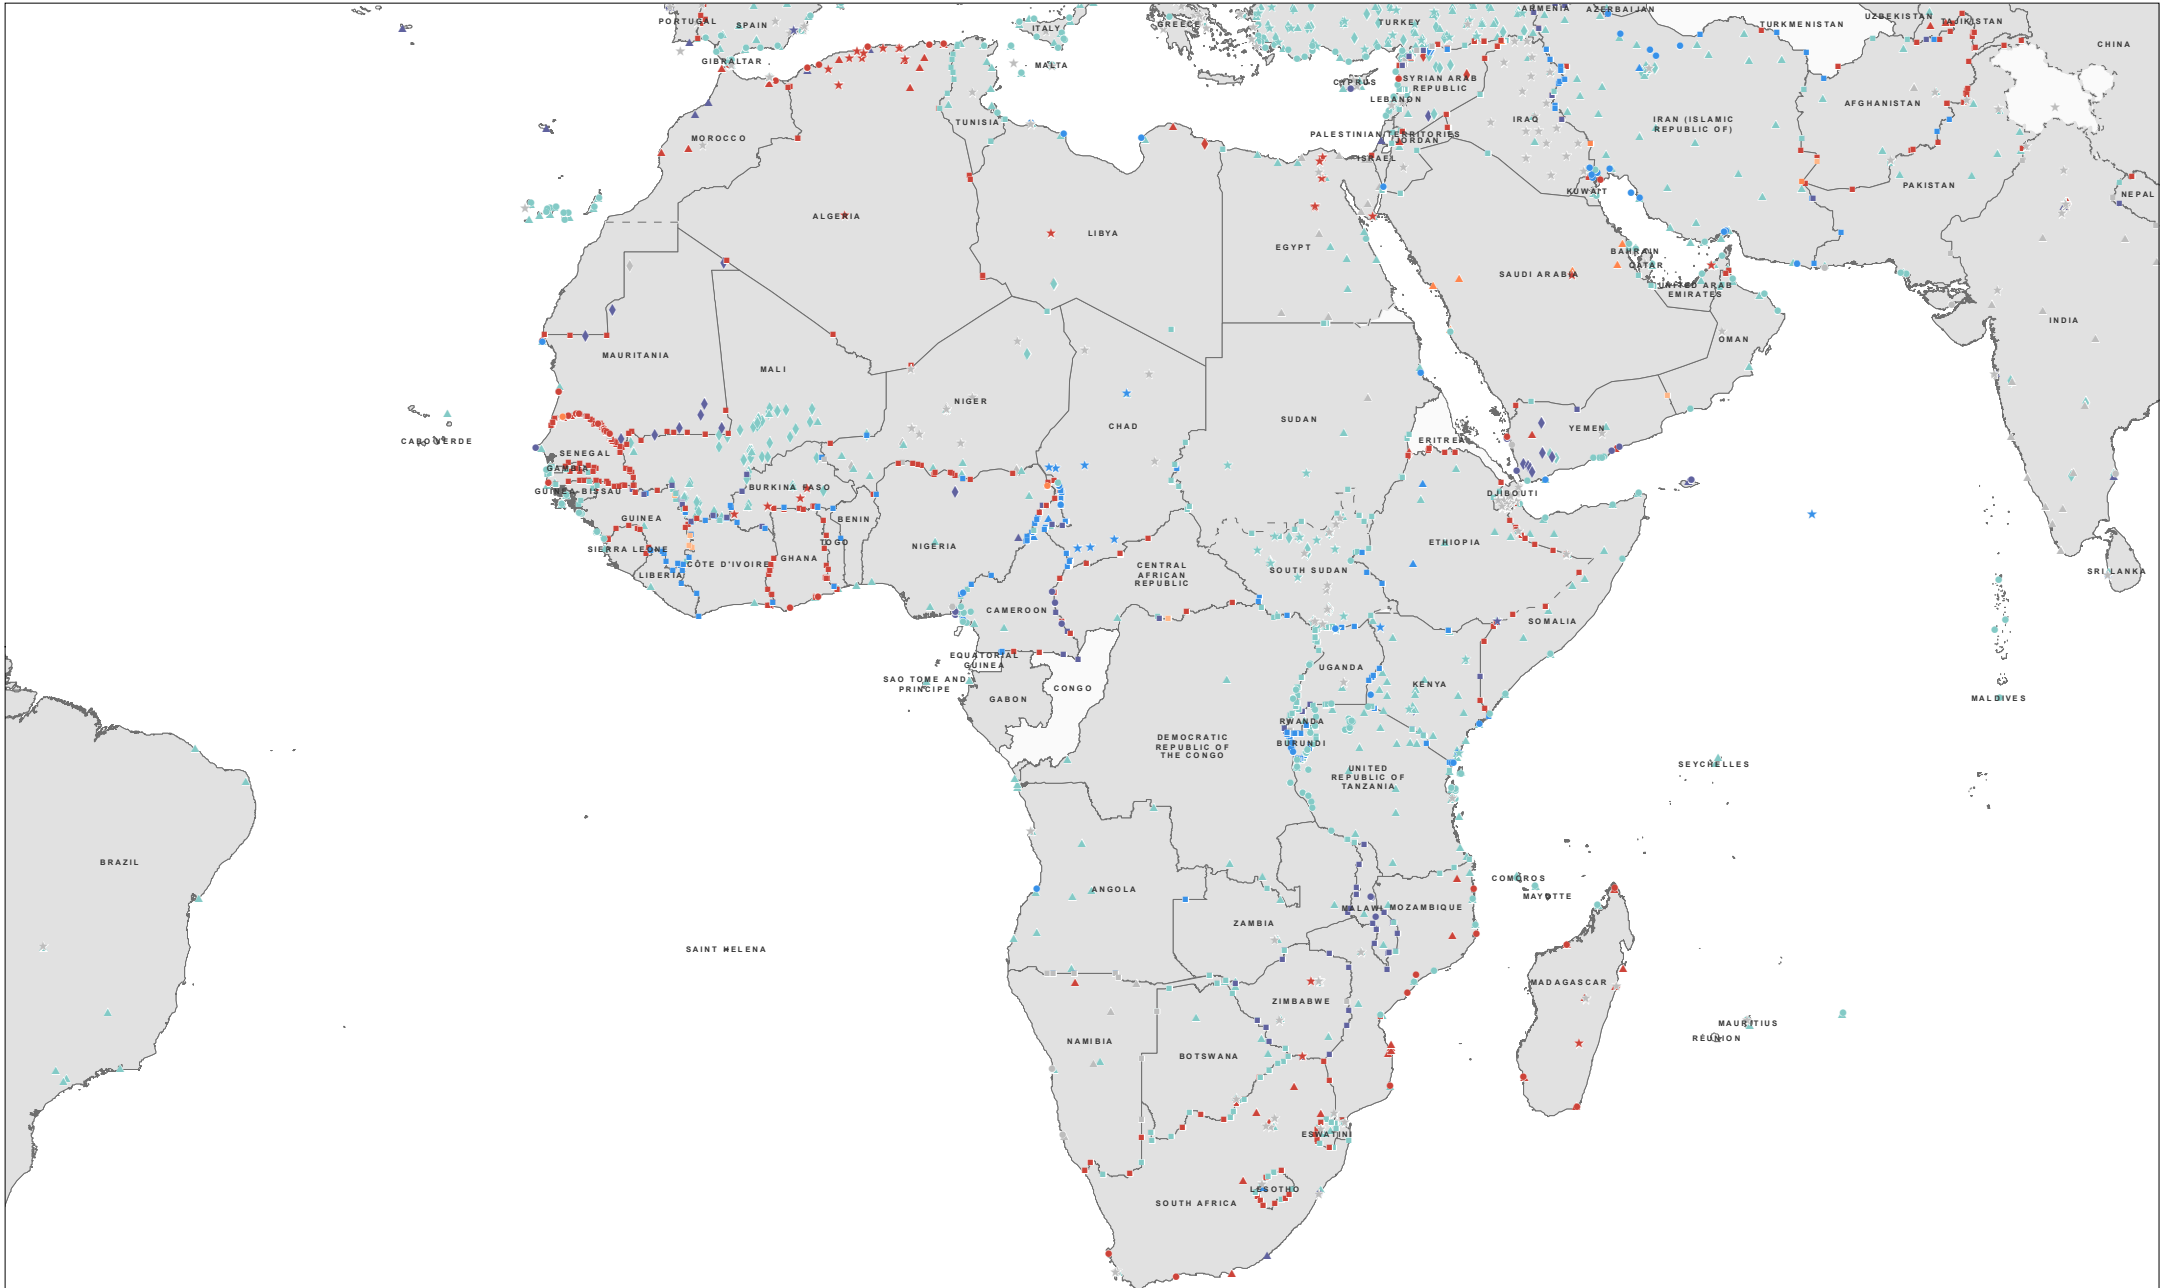 PORTUGAL
SPAIN
ITALY
GREECE
TURKEY
ARMENIA
AZERBAIJAN
TURKMENISTAN
UZBEKISTAN
TAJIKISTAN
CHINA
GIBRALTAR
MALTA
CYPRUS
SYRIAN ARAB
REPUBLIC
LEBANON
AFGHANISTAN
TUNISIA
IRAQ
IRAN (ISLAMIC
REPUBLIC OF)
MOROCCO
PALESTINIAN TERRITORIES
JORDAN
ISRAEL
KUWAIT
PAKISTAN
NEPAL
ALGERIA
LIBYA
EGYPT
BAHRAIN
QATAR
SAUDI ARABIA
UNITED ARAB
EMIRATES
INDIA
OMAN
MAURITANIA
MALI
NIGER
CHAD
SUDAN
YEMEN
CABO VERDE
ERITREA
SENEGAL
GAMBIA
GUINEA-BISSAU
BURKINA FASO
DJIBOUTI
GUINEA
BENIN
NIGERIA
ETHIOPIA
SIERRA LEONE
TOGO
GHANA
CÔTE D'IVOIRE
LIBERIA
CENTRAL
AFRICAN
REPUBLIC
SOUTH SUDAN
SRI LANKA
CAMEROON
SOMALIA
EQUATORIAL
GUINEA
UGANDA
SAO TOME AND
PRINCIPE
CONGO
KENYA
GABON
MALDIVES
RWANDA
DEMOCRATIC
REPUBLIC OF
THE CONGO
BURUNDI
SEYCHELLES
UNITED
REPUBLIC OF
TANZANIA
BRAZIL
ANGOLA
COMOROS
MAYOTTE
MALAWI
MOZAMBIQUE
ZAMBIA
SAINT HELENA
MADAGASCAR
ZIMBABWE
MAURITIUS
RÉUNION
NAMIBIA
BOTSWANA
ESWATINI
LESOTHO
SOUTH AFRICA